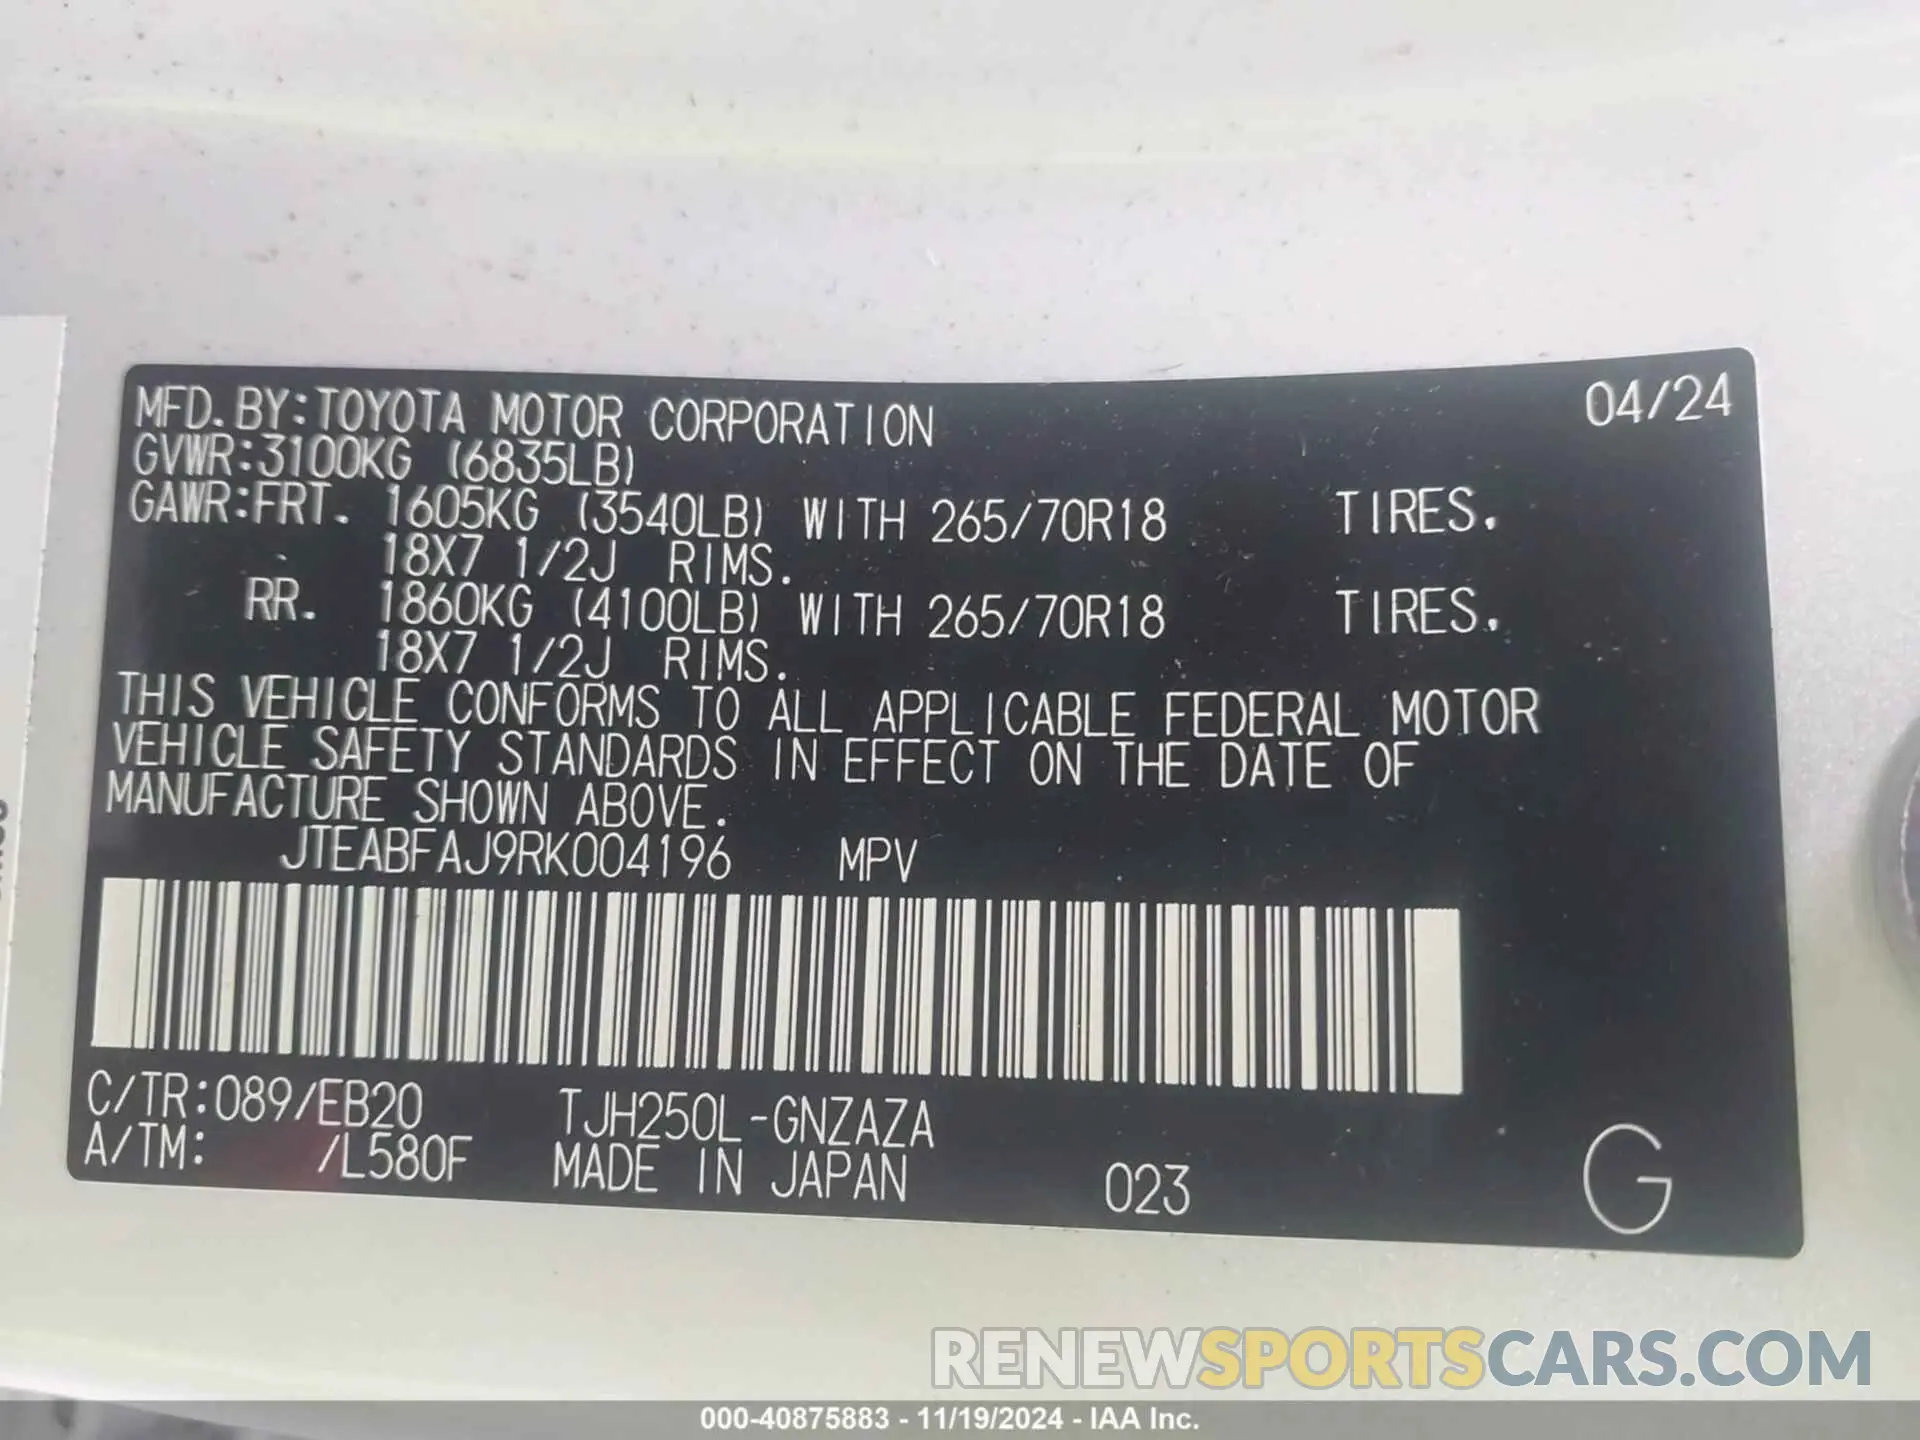 MFD.BY:TOYOTA MOTOR CORPORATION 04/24
GVWR:3100KG (6835LB)
GAWR:FRT. 1605KG (3540LB) WITH 265/70R18 TIRES.
18X7 1/2J RIMS.
RR. 1860KG (4100LB) WITH 265/70R18 TIRES.
18X7 1/2J RIMS.
THIS VEHICLE CONFORMS TO ALL APPLICABLE FEDERAL MOTOR
VEHICLE SAFETY STANDARDS IN EFFECT ON THE DATE OF
MANUFACTURE SHOWN ABOVE.
JTEABFAJ9RK004196 MPV
C/TR:089/EB20 TJH250L-GNZAZA
A/TM: /L580F MADE IN JAPAN 023 G
RENEWSPORTSCARS.COM
000-40875883 - 11/19/2024 - IAA Inc.